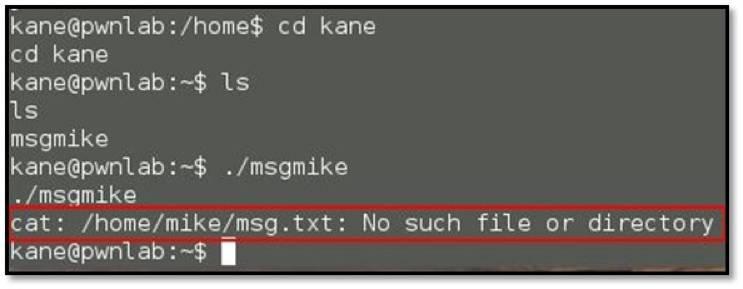 kane@pwnlab:/home$ cd kane
cd kane
kane@pwnlab:~$ ls
ls
msgmike
kane@pwnlab:~$ ./msgmike
./msgmike
cat: /home/mike/msg.txt: No such file or directory
kane@pwnlab:~$